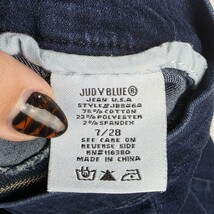 JUDY BLUE®
JEAN U.S.A
STYLE#JB8868
75% COTTON
23% POLYESTER
2% SPANDEX
7/28
SEE CARE ON
REVERSE SIDE
RN#116380
MADE IN CHINA